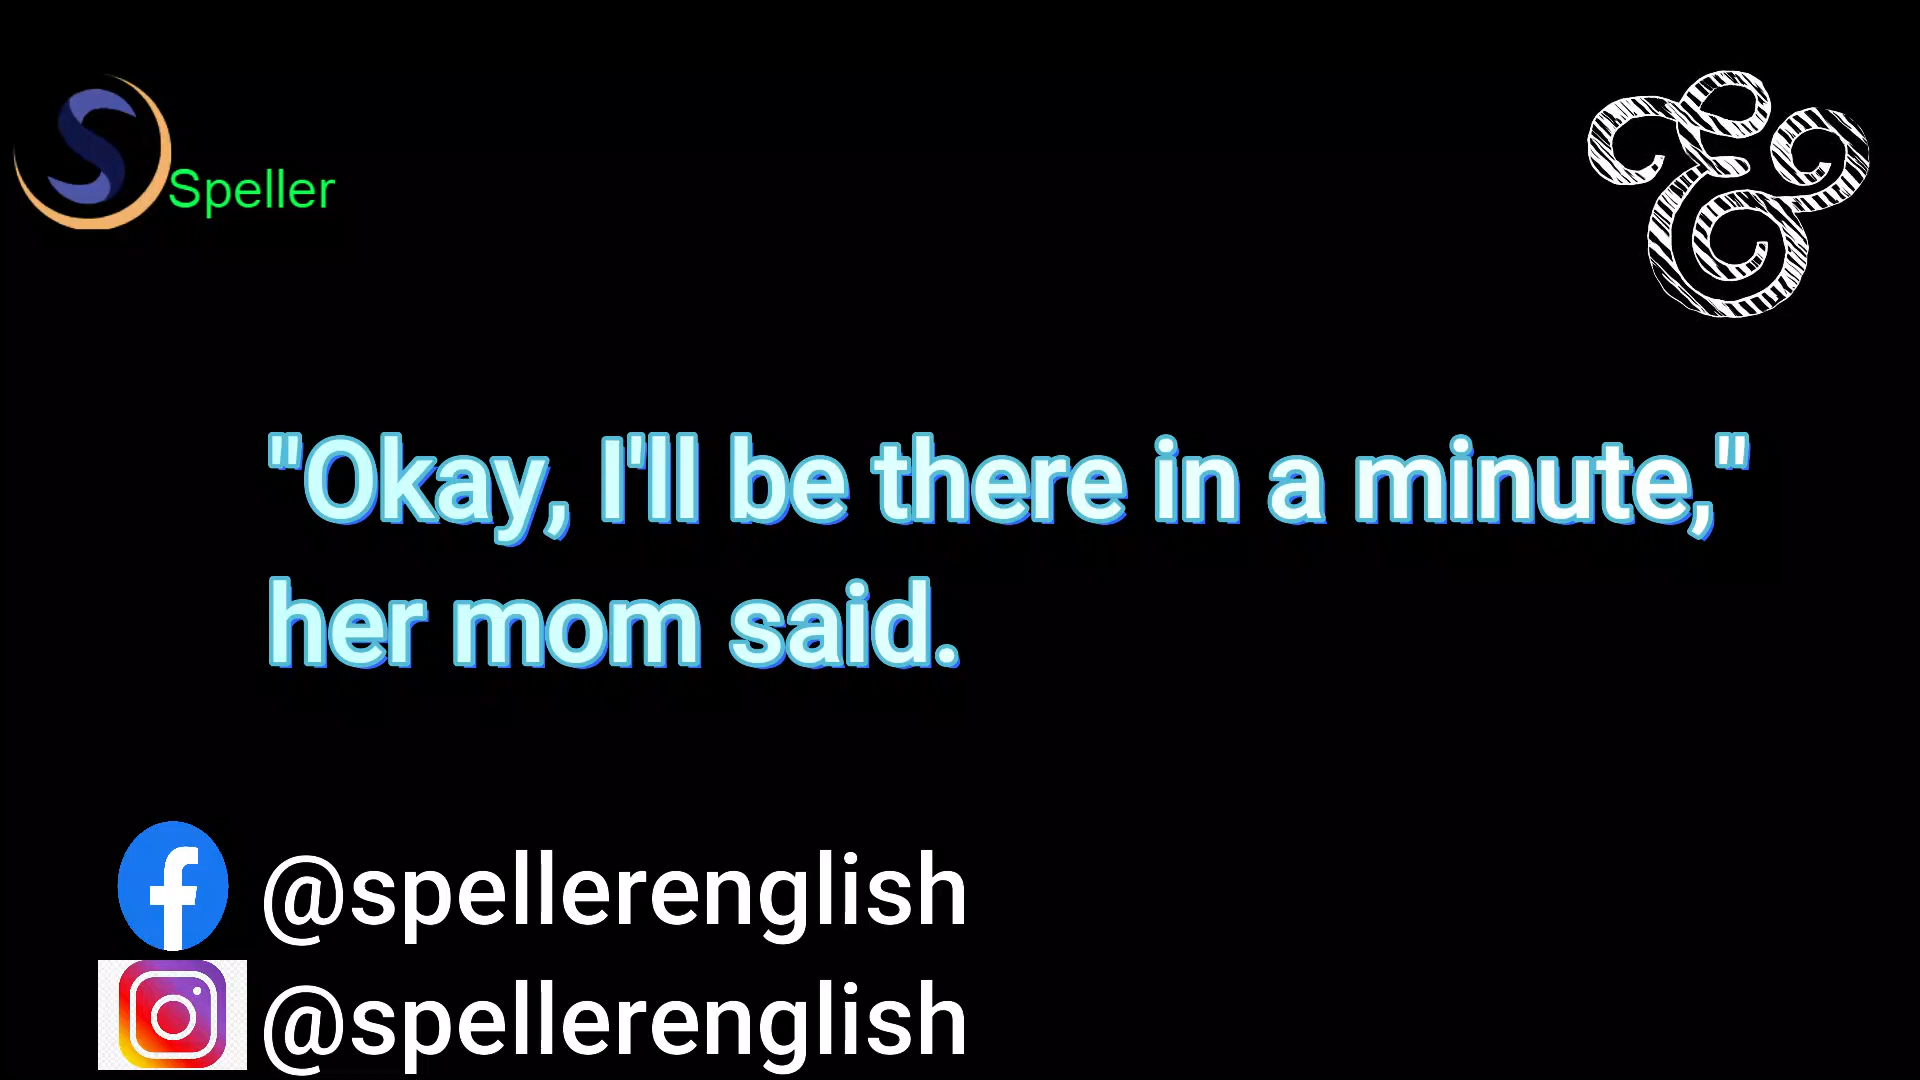 Speller
&
"Okay, I'll be there in a minute,"
her mom said.
@spellerenglish
@spellerenglish